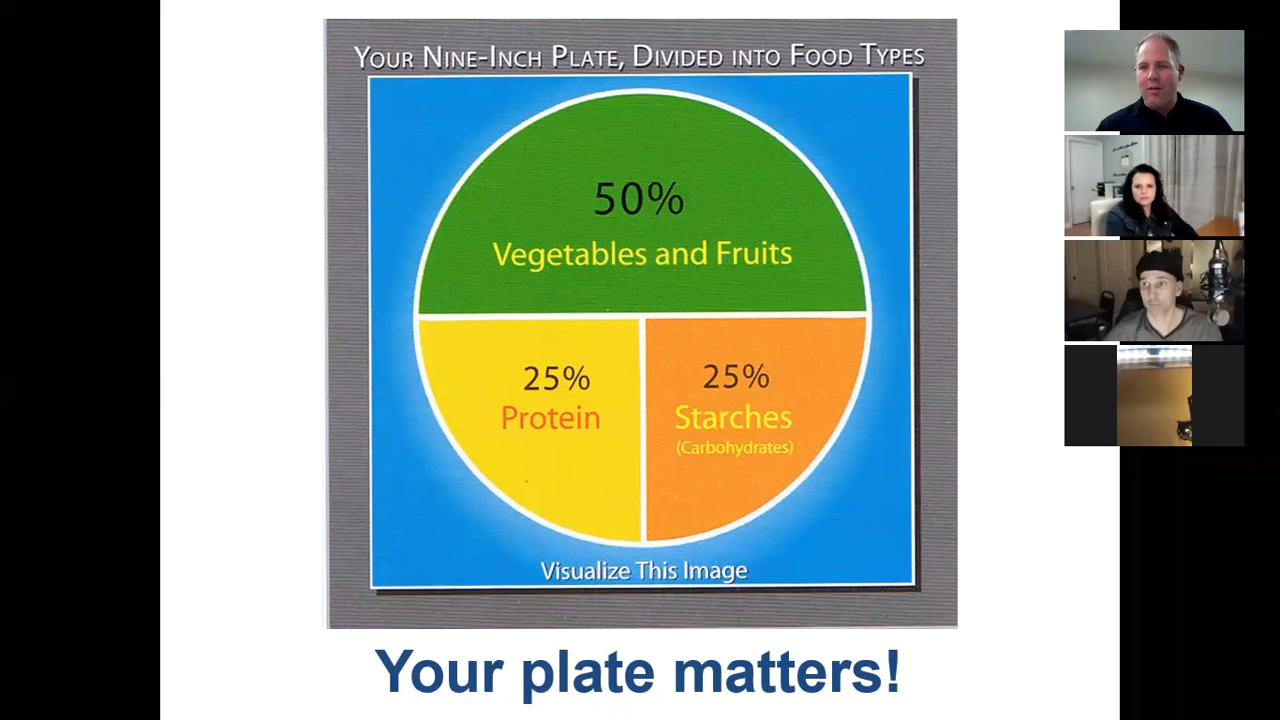 Your Nine-Inch Plate, Divided into Food Types
50%
Vegetables and Fruits
25%
Protein
25%
Starches
(Carbohydrates)
Visualize This Image
Your plate matters!